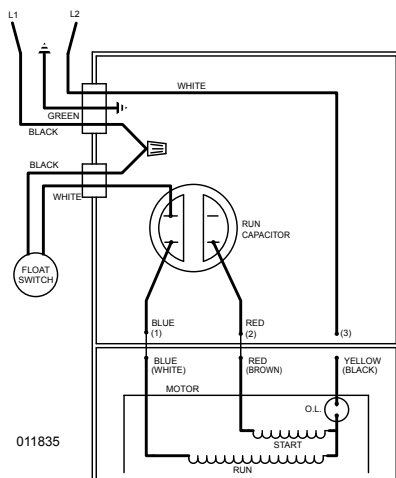 L1
L2
WHITE
GREEN
BLACK
BLACK
WHITE
RUN
CAPACITOR
FLOAT
SWITCH
BLUE
(1)
RED
(2)
(3)
BLUE
(WHITE)
RED
(BROWN)
YELLOW
(BLACK)
MOTOR
O.L.
START
RUN
011835